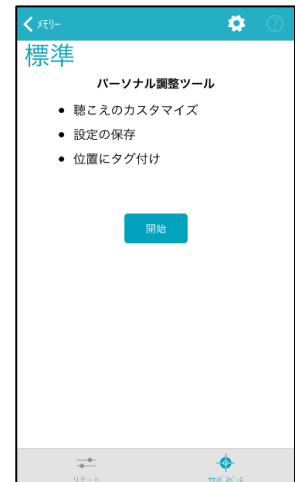 メモリー
標準
パーソナル調整ツール
• 聴こえのカスタマイズ
• 設定の保存
• 位置にタグ付け
開始
リモート